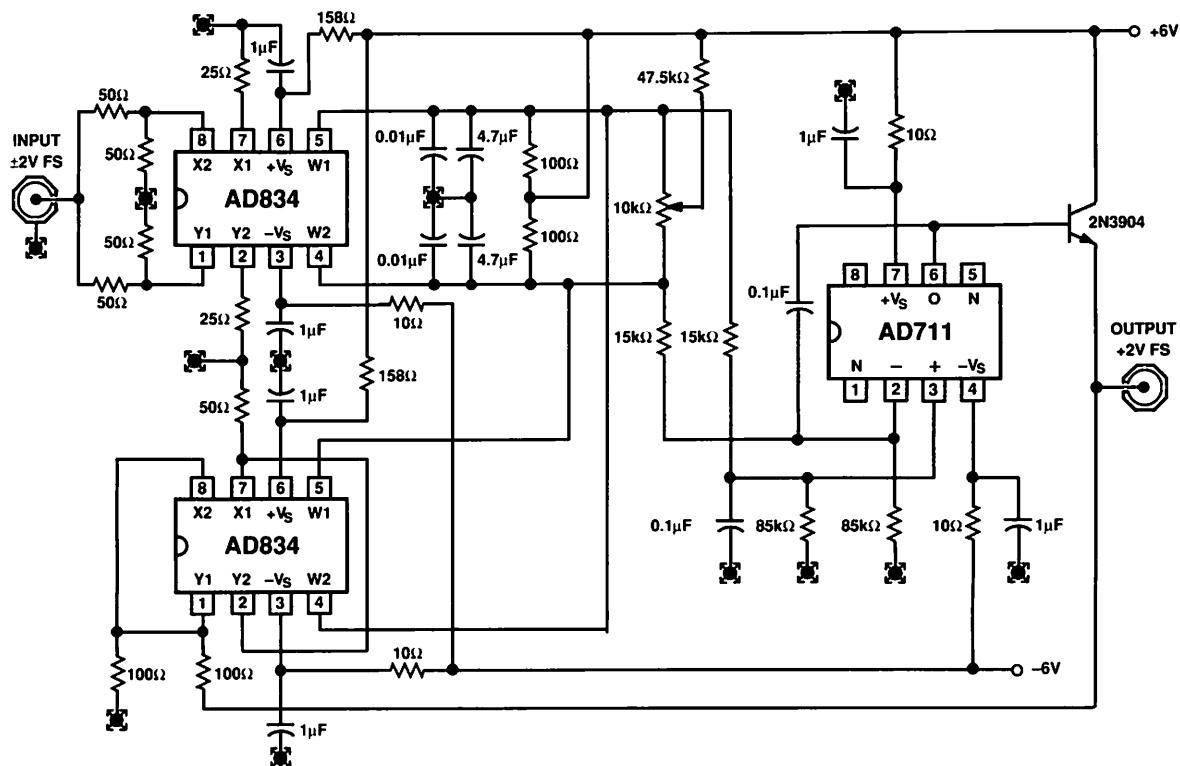 158Ω
+6V
1µF
25Ω
47.5kΩ
50Ω
INPUT
±2V FS
50Ω
8 7 6 5
X2 X1 +VS W1
AD834
Y1 Y2 −VS W2
1 2 3 4
50Ω
50Ω
0.01µF
4.7µF
100Ω
10kΩ
100Ω
0.01µF
4.7µF
1µF
10Ω
2N3904
25Ω
1µF
10Ω
0.1µF
8 7 6 5
+VS O N
AD711
N − + −VS
1 2 3 4
OUTPUT
+2V FS
15kΩ
15kΩ
158Ω
50Ω
1µF
8 7 6 5
X2 X1 +VS W1
AD834
Y1 Y2 −VS W2
1 2 3 4
0.1µF
85kΩ
85kΩ
10Ω
1µF
100Ω
100Ω
10Ω
−6V
1µF